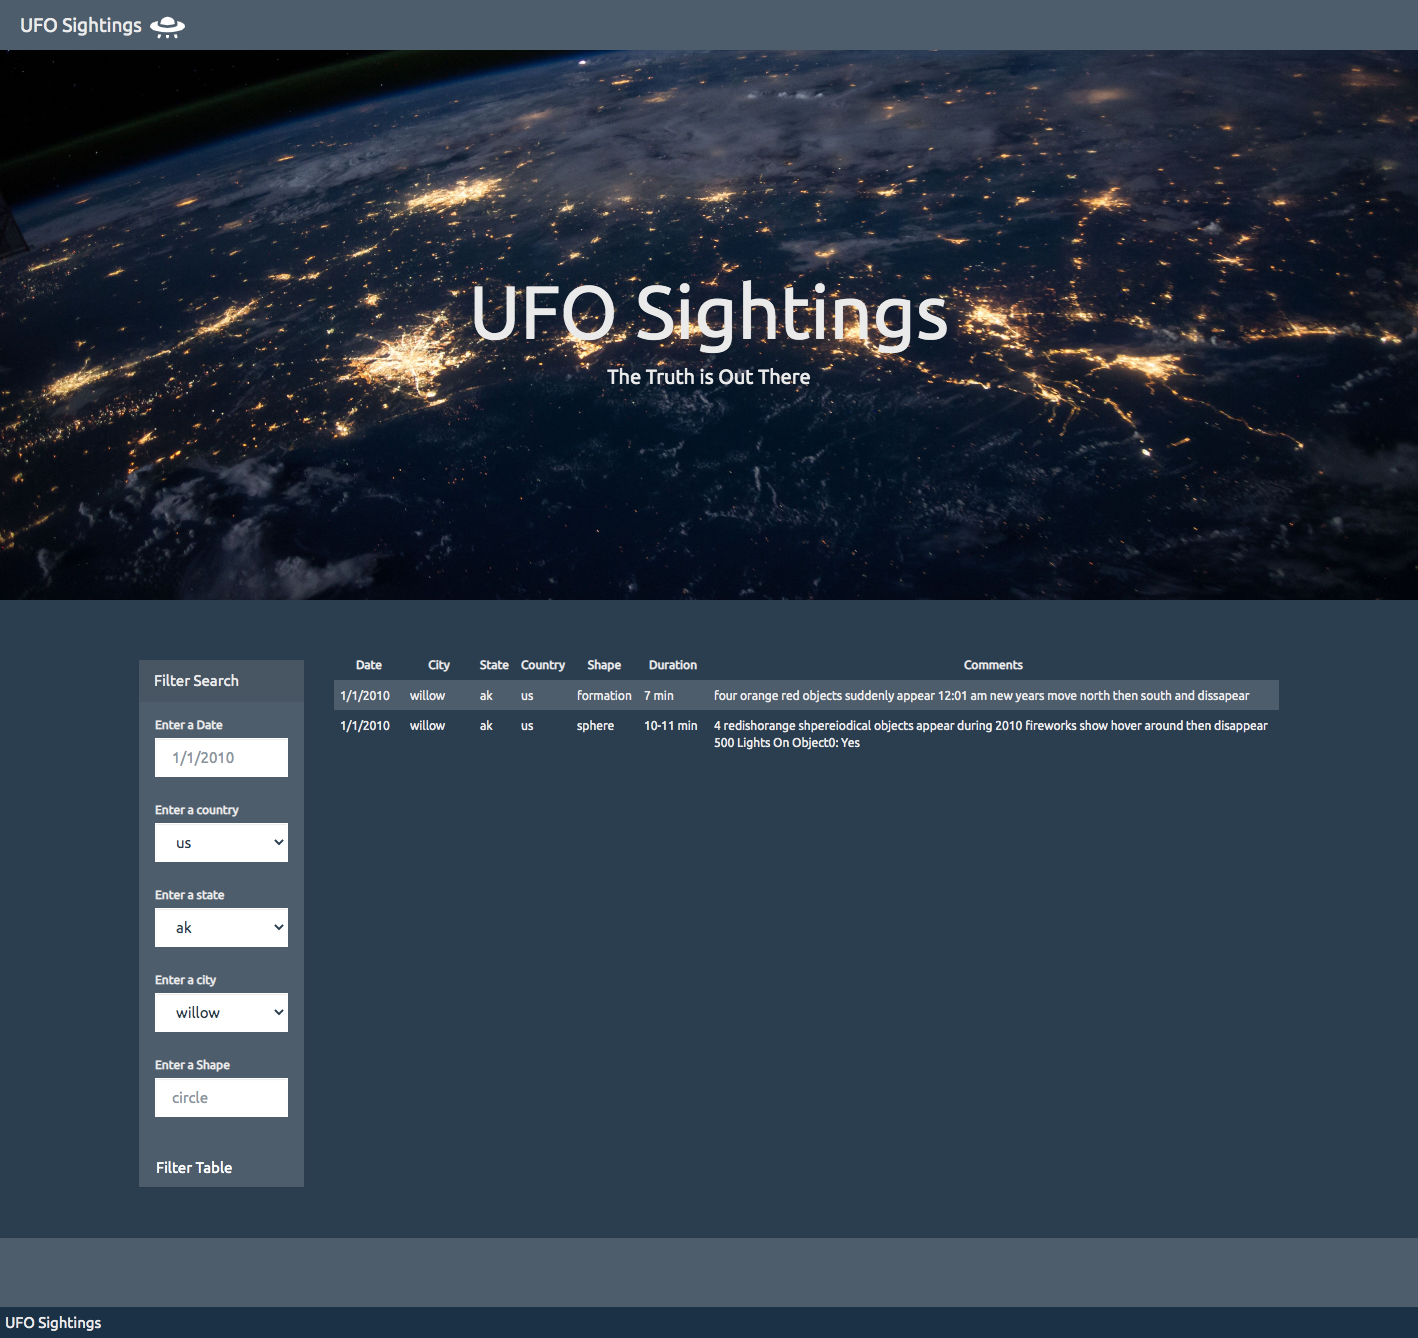 UFO Sightings
UFO Sightings
The Truth is Out There
Filter Search
Enter a Date
1/1/2010
Enter a country
us
Enter a state
ak
Enter a city
willow
Enter a Shape
circle
Filter Table
Date City State Country Shape Duration Comments
1/1/2010 willow ak us formation 7 min four orange red objects suddenly appear 12:01 am new years move north then south and dissapear
1/1/2010 willow ak us sphere 10-11 min 4 redishorange shpereiodical objects appear during 2010 fireworks show hover around then disappear
500 Lights On Object0: Yes
UFO Sightings